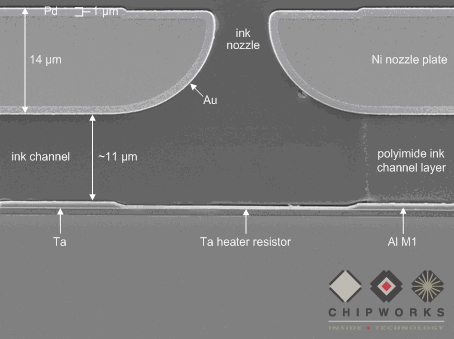 Pd
1 µm
ink
nozzle
14 µm
Ni nozzle plate
Au
ink channel
~11 µm
polyimide ink
channel layer
Ta
Ta heater resistor
Al M1
CHIPWORKS
INSIDE TECHNOLOGY